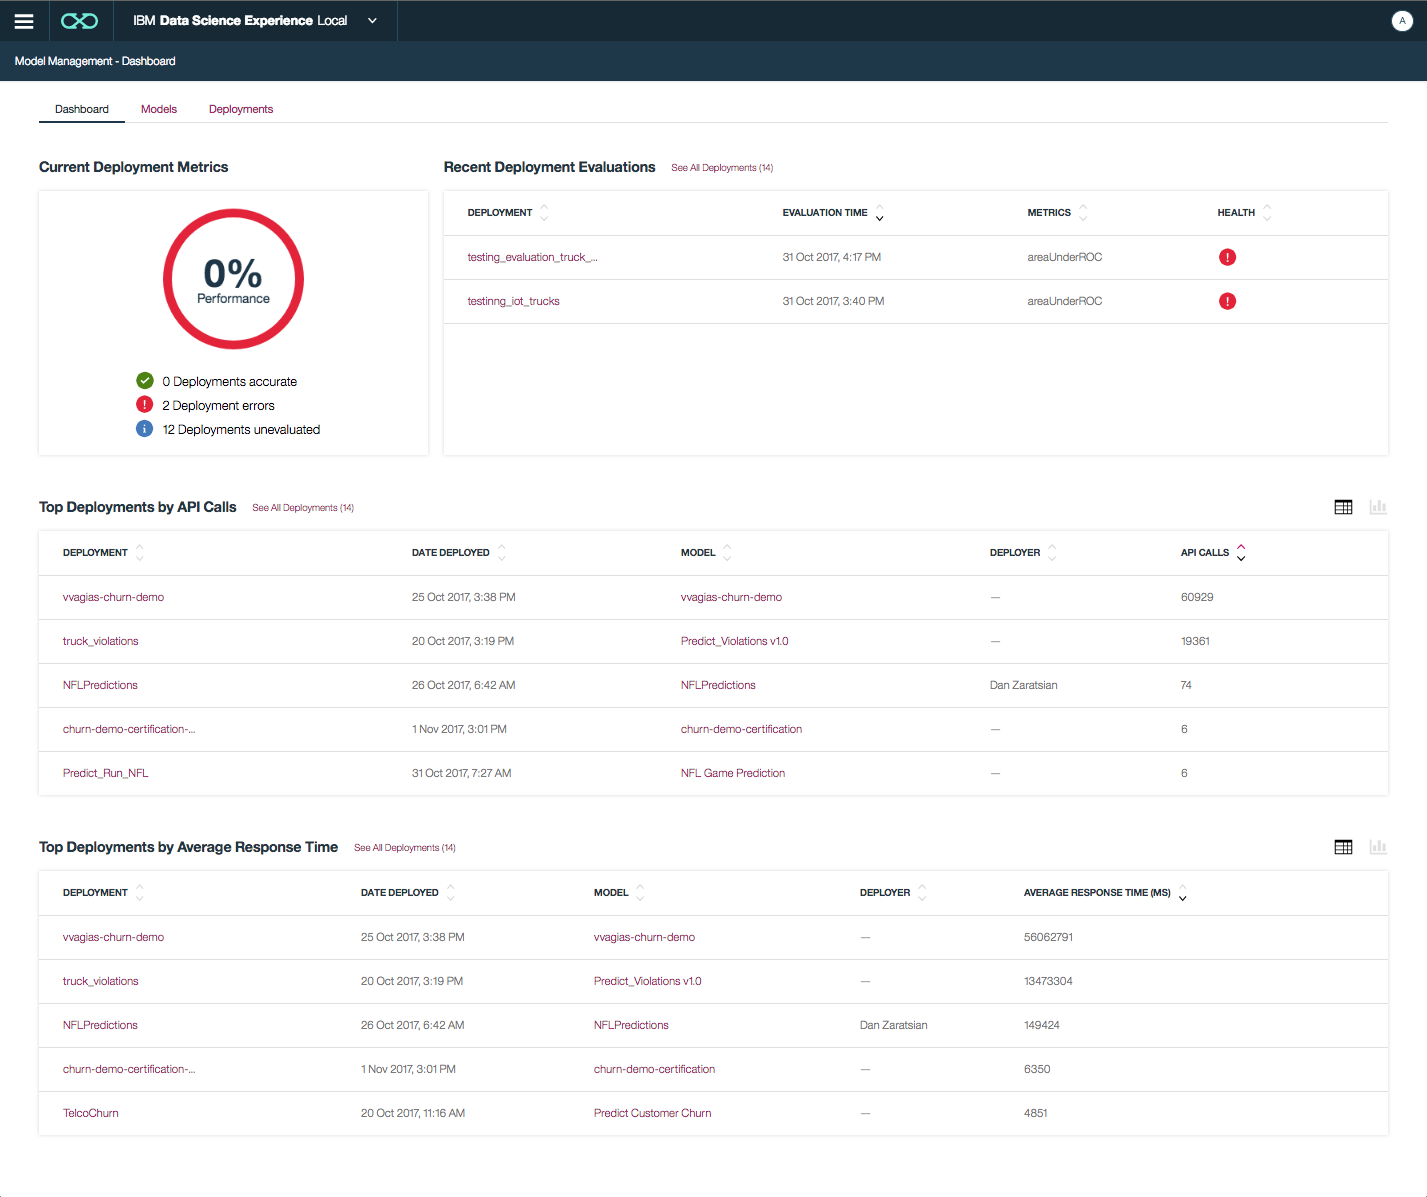 IBM Data Science Experience Local
A
Model Management - Dashboard
Dashboard Models Deployments
Current Deployment Metrics
0%
Performance
0 Deployments accurate
2 Deployment errors
12 Deployments unevaluated
Recent Deployment Evaluations See All Deployments (14)
DEPLOYMENT EVALUATION TIME METRICS HEALTH
testing_evaluation_truck_... 31 Oct 2017, 4:17 PM areaUnderROC
testinng_iot_trucks 31 Oct 2017, 3:40 PM areaUnderROC
Top Deployments by API Calls See All Deployments (14)
DEPLOYMENT DATE DEPLOYED MODEL DEPLOYER API CALLS
vvagias-churn-demo 25 Oct 2017, 3:38 PM vvagias-churn-demo — 60929
truck_violations 20 Oct 2017, 3:19 PM Predict_Violations v1.0 — 19361
NFLPredictions 26 Oct 2017, 6:42 AM NFLPredictions Dan Zaratsian 74
churn-demo-certification-... 1 Nov 2017, 3:01 PM churn-demo-certification — 6
Predict_Run_NFL 31 Oct 2017, 7:27 AM NFL Game Prediction — 6
Top Deployments by Average Response Time See All Deployments (14)
DEPLOYMENT DATE DEPLOYED MODEL DEPLOYER AVERAGE RESPONSE TIME (MS)
vvagias-churn-demo 25 Oct 2017, 3:38 PM vvagias-churn-demo — 56062791
truck_violations 20 Oct 2017, 3:19 PM Predict_Violations v1.0 — 13473304
NFLPredictions 26 Oct 2017, 6:42 AM NFLPredictions Dan Zaratsian 149424
churn-demo-certification-... 1 Nov 2017, 3:01 PM churn-demo-certification — 6350
TelcoChurn 20 Oct 2017, 11:16 AM Predict Customer Churn — 4851